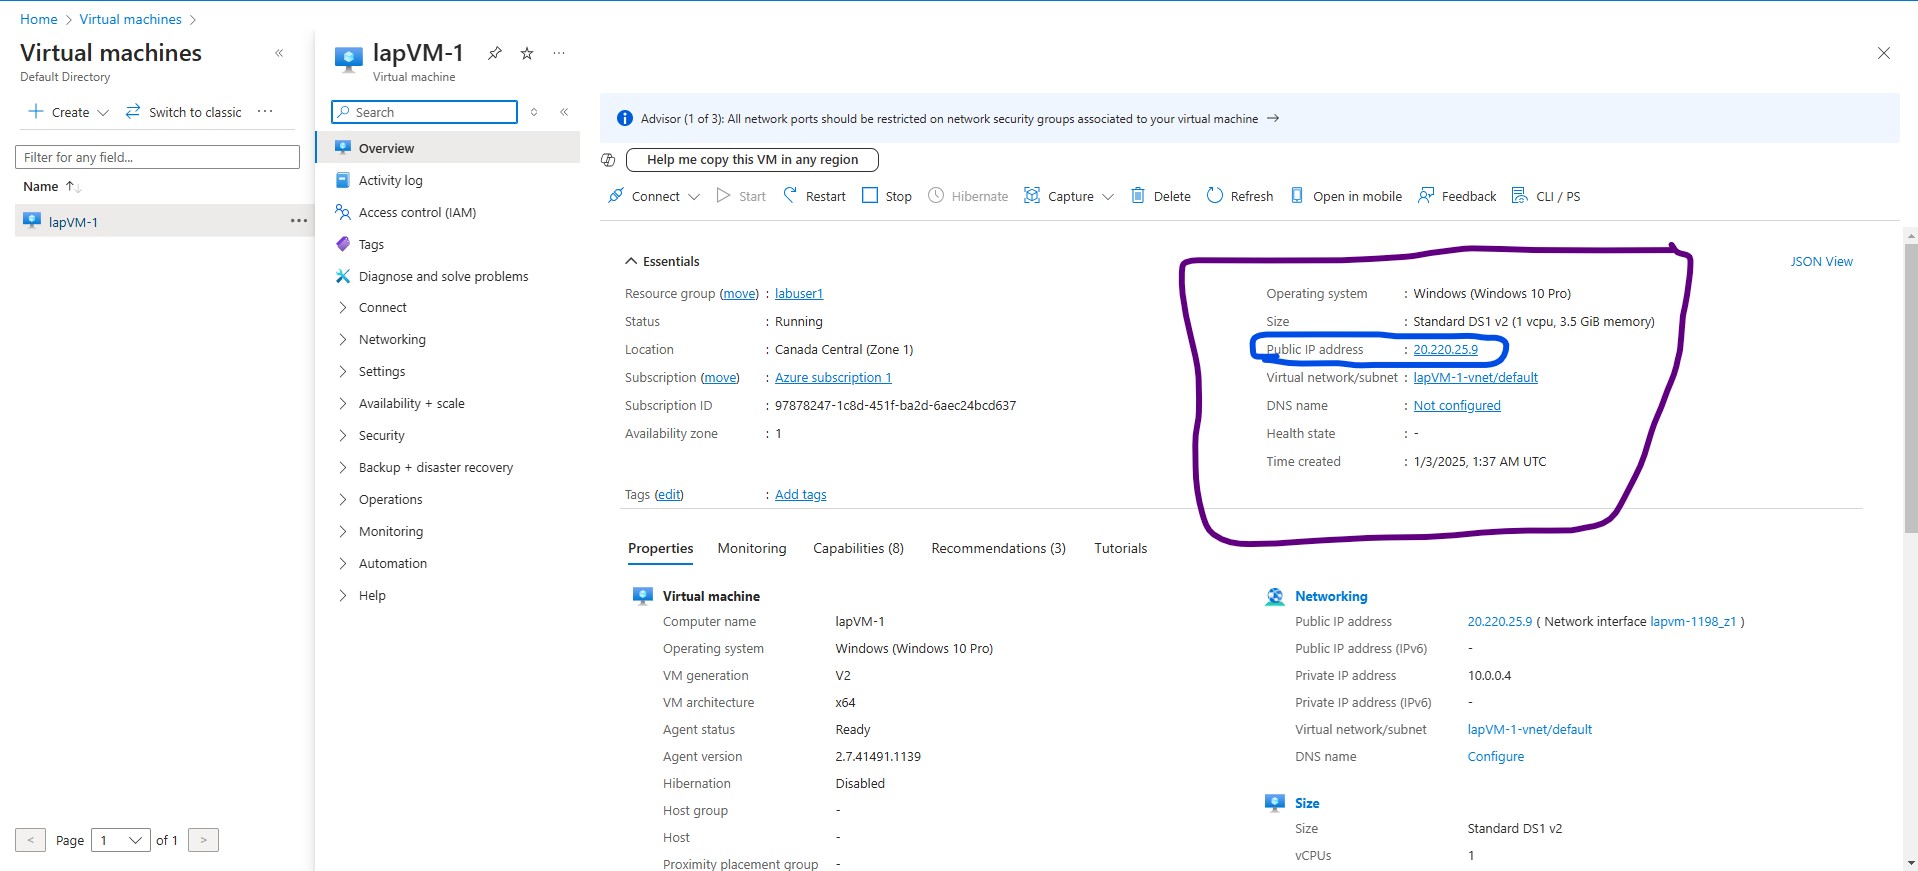 Home > Virtual machines >
Virtual machines
Default Directory
Create
Switch to classic
Filter for any field...
Name
lapVM-1
< Page 1 of 1 >
lapVM-1
Virtual machine
Search
Overview
Activity log
Access control (IAM)
Tags
Diagnose and solve problems
Connect
Networking
Settings
Availability + scale
Security
Backup + disaster recovery
Operations
Monitoring
Automation
Help
Advisor (1 of 3): All network ports should be restricted on network security groups associated to your virtual machine →
Help me copy this VM in any region
Connect Start Restart Stop Hibernate Capture Delete Refresh Open in mobile Feedback CLI / PS
Essentials
JSON View
Resource group (move) : labuser1
Status : Running
Location : Canada Central (Zone 1)
Subscription (move) : Azure subscription 1
Subscription ID : 97878247-1c8d-451f-ba2d-6aec24bcd637
Availability zone : 1
Operating system : Windows (Windows 10 Pro)
Size : Standard DS1 v2 (1 vcpu, 3.5 GiB memory)
Public IP address : 20.220.25.9
Virtual network/subnet : lapVM-1-vnet/default
DNS name : Not configured
Health state : -
Time created : 1/3/2025, 1:37 AM UTC
Tags (edit) : Add tags
Properties Monitoring Capabilities (8) Recommendations (3) Tutorials
Virtual machine
Computer name lapVM-1
Operating system Windows (Windows 10 Pro)
VM generation V2
VM architecture x64
Agent status Ready
Agent version 2.7.41491.1139
Hibernation Disabled
Host group -
Host -
Proximity placement group -
Networking
Public IP address 20.220.25.9 ( Network interface lapvm-1198_z1 )
Public IP address (IPv6) -
Private IP address 10.0.0.4
Private IP address (IPv6) -
Virtual network/subnet lapVM-1-vnet/default
DNS name Configure
Size
Size Standard DS1 v2
vCPUs 1